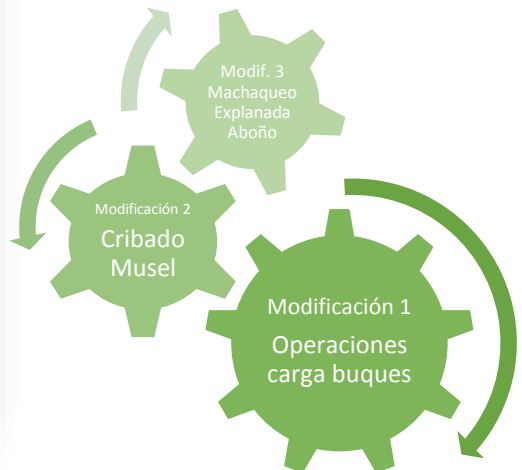 Modif. 3
Machaqueo
Explanada
Aboño
Modificación 2
Cribado
Musel
Modificación 1
Operaciones
carga buques